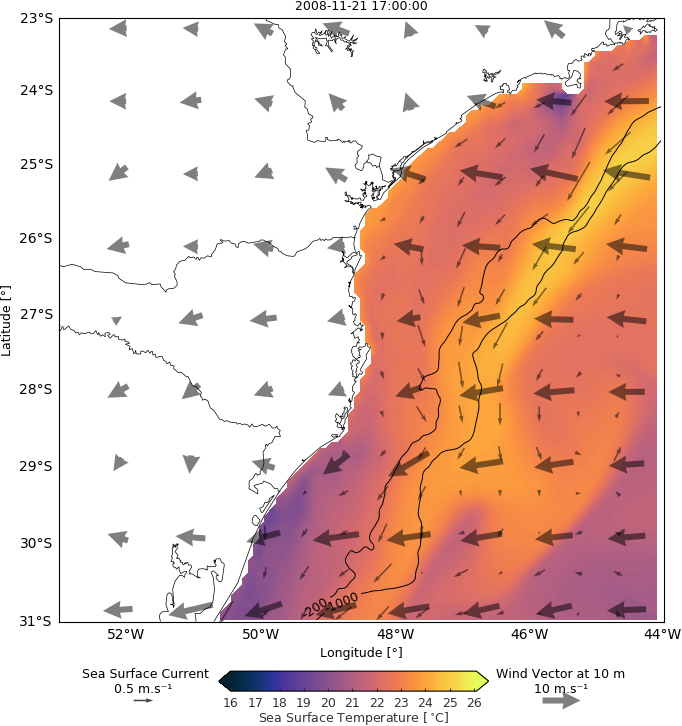 2008-11-21 17:00:00
23°S
24°S
25°S
26°S
27°S
28°S
29°S
30°S
31°S
Latitude [°]
200
1000
52°W 50°W 48°W 46°W 44°W
Longitude [°]
Sea Surface Current
0.5 m.s⁻¹
16 17 18 19 20 21 22 23 24 25 26
Sea Surface Temperature [°C]
Wind Vector at 10 m
10 m.s⁻¹